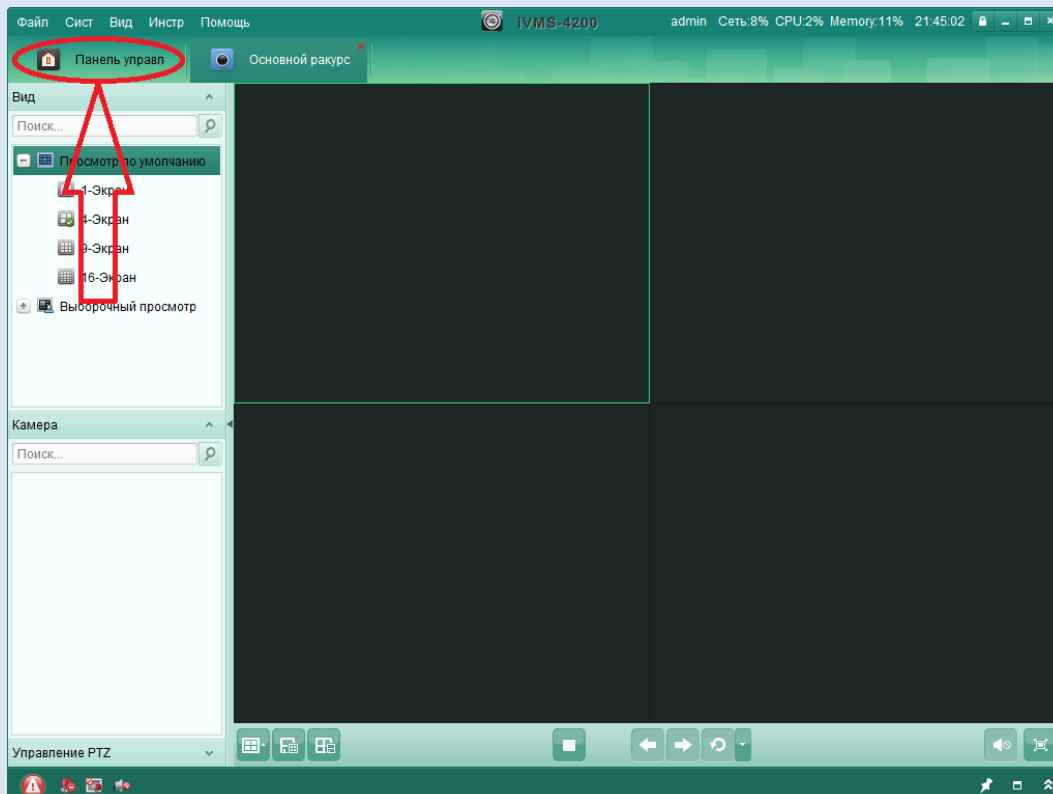 Файл Сист Вид Инстр Помощь iVMS-4200 admin Сеть:8% CPU:2% Memory:11% 21:45:02
Панель управл Основной ракурс
Вид
Поиск...
Просмотр по умолчанию
1-Экран
4-Экран
9-Экран
16-Экран
Выборочный просмотр
Камера
Поиск...
Управление PTZ